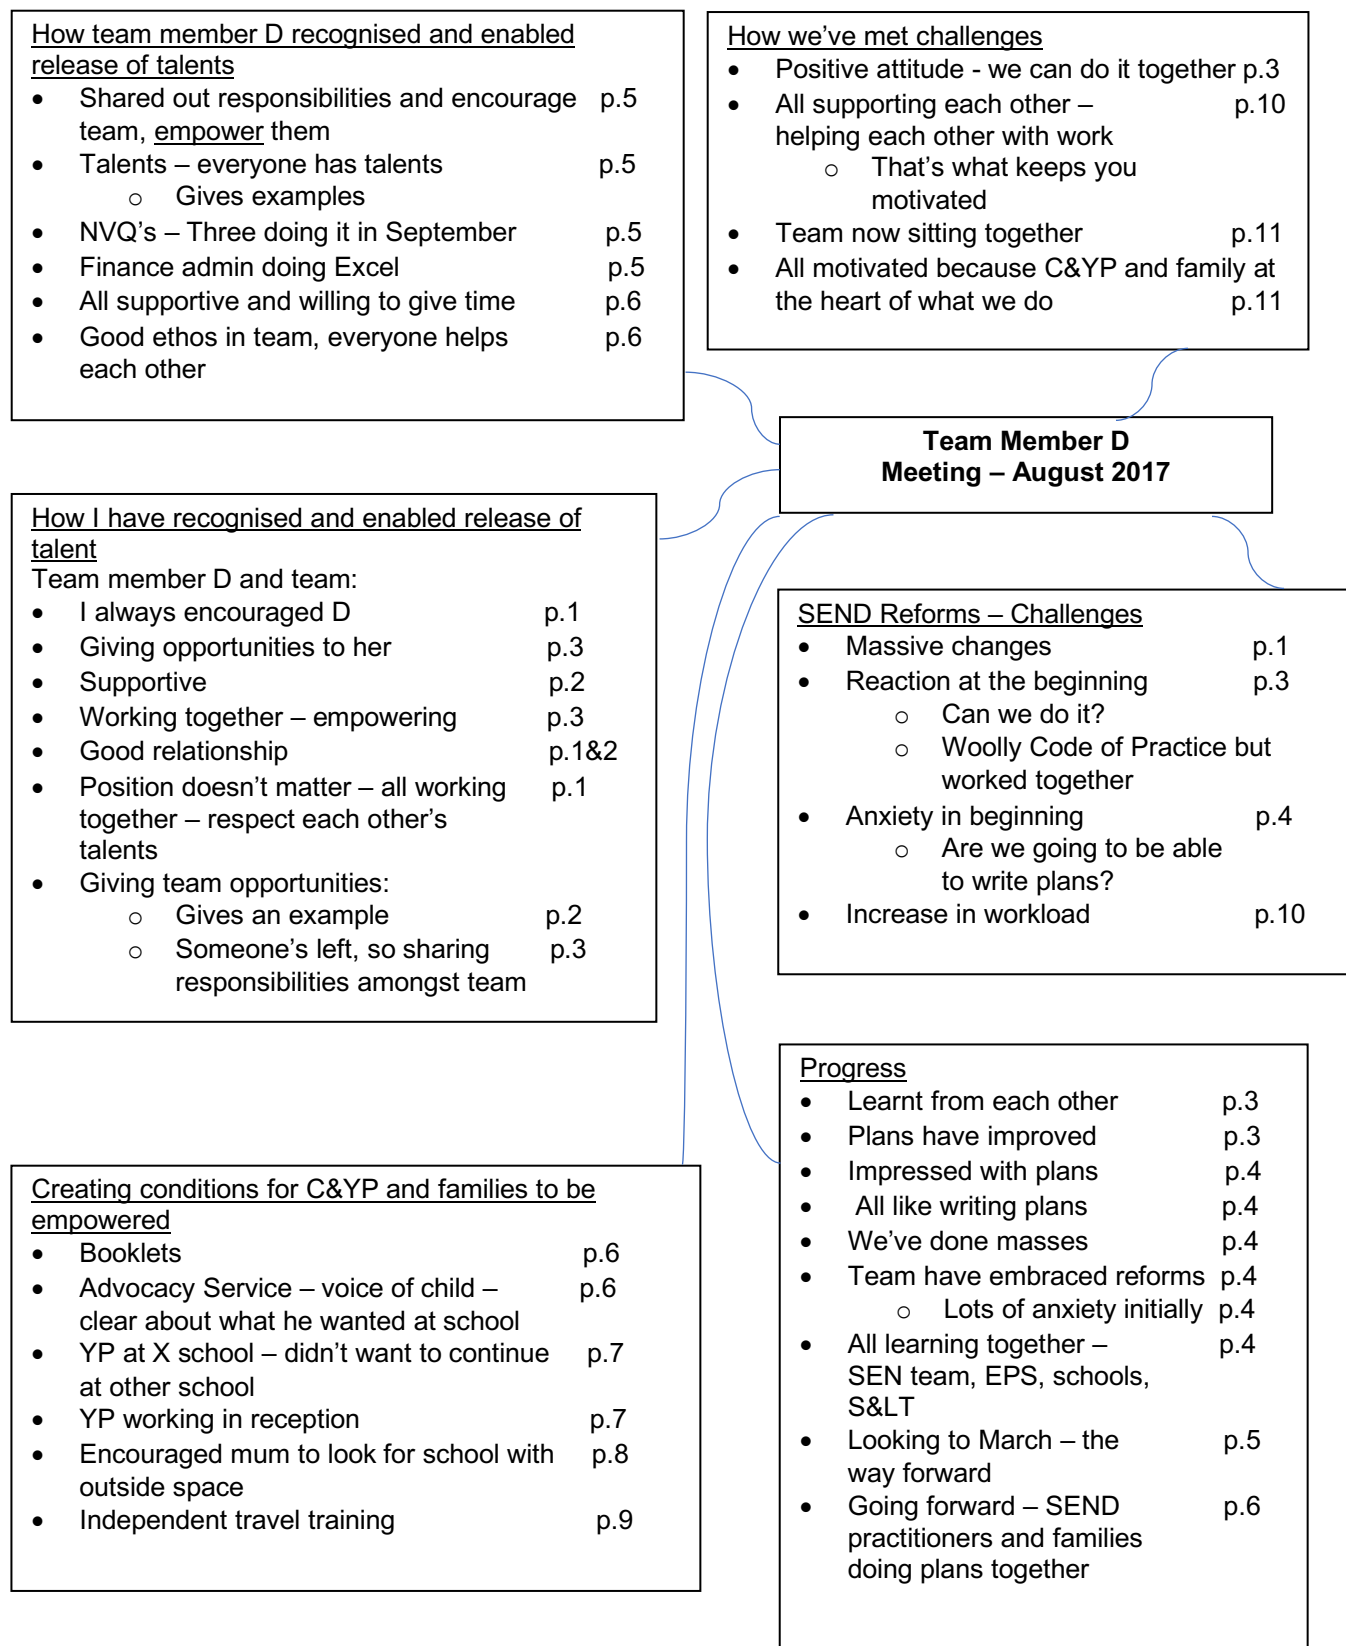 How team member D recognised and enabled
release of talents
• Shared out responsibilities and encourage p.5
team, empower them
• Talents – everyone has talents p.5
o Gives examples
• NVQ's – Three doing it in September p.5
• Finance admin doing Excel p.5
• All supportive and willing to give time p.6
• Good ethos in team, everyone helps p.6
each other
How we've met challenges
• Positive attitude - we can do it together p.3
• All supporting each other – p.10
helping each other with work
o That's what keeps you
motivated
• Team now sitting together p.11
• All motivated because C&YP and family at
the heart of what we do p.11
Team Member D
Meeting – August 2017
How I have recognised and enabled release of
talent
Team member D and team:
• I always encouraged D p.1
• Giving opportunities to her p.3
• Supportive p.2
• Working together – empowering p.3
• Good relationship p.1&2
• Position doesn't matter – all working p.1
together – respect each other's
talents
• Giving team opportunities:
o Gives an example p.2
o Someone's left, so sharing p.3
responsibilities amongst team
SEND Reforms – Challenges
• Massive changes p.1
• Reaction at the beginning p.3
o Can we do it?
o Woolly Code of Practice but
worked together
• Anxiety in beginning p.4
o Are we going to be able
to write plans?
• Increase in workload p.10
Creating conditions for C&YP and families to be
empowered
• Booklets p.6
• Advocacy Service – voice of child – p.6
clear about what he wanted at school
• YP at X school – didn't want to continue p.7
at other school
• YP working in reception p.7
• Encouraged mum to look for school with p.8
outside space
• Independent travel training p.9
Progress
• Learnt from each other p.3
• Plans have improved p.3
• Impressed with plans p.4
• All like writing plans p.4
• We've done masses p.4
• Team have embraced reforms p.4
o Lots of anxiety initially p.4
• All learning together – p.4
SEN team, EPS, schools,
S&LT
• Looking to March – the p.5
way forward
• Going forward – SEND p.6
practitioners and families
doing plans together